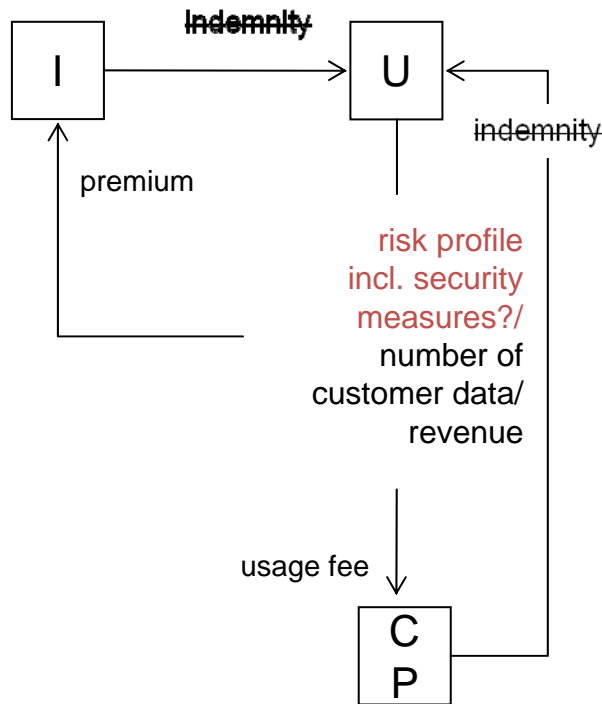 Indemnity
I
U
indemnity
premium
risk profile
incl. security
measures?/
number of
customer data/
revenue
usage fee
C
P